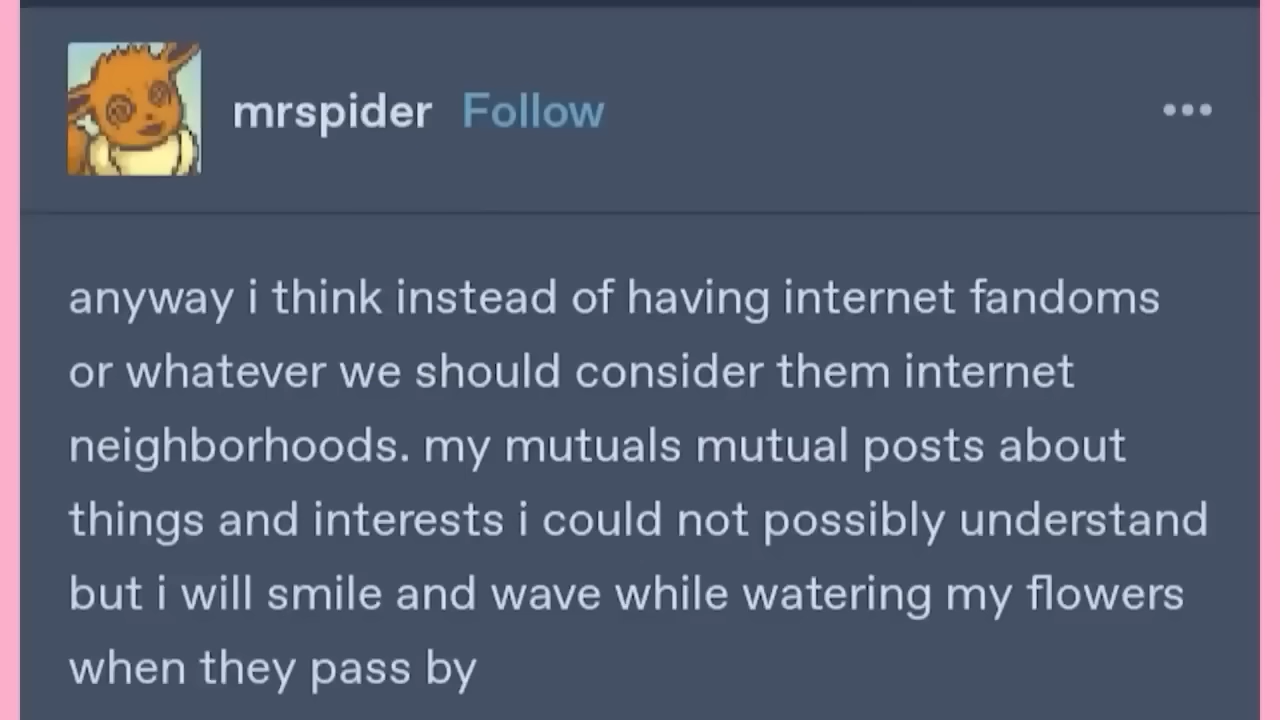 mrspider Follow
anyway i think instead of having internet fandoms
or whatever we should consider them internet
neighborhoods. my mutuals mutual posts about
things and interests i could not possibly understand
but i will smile and wave while watering my flowers
when they pass by